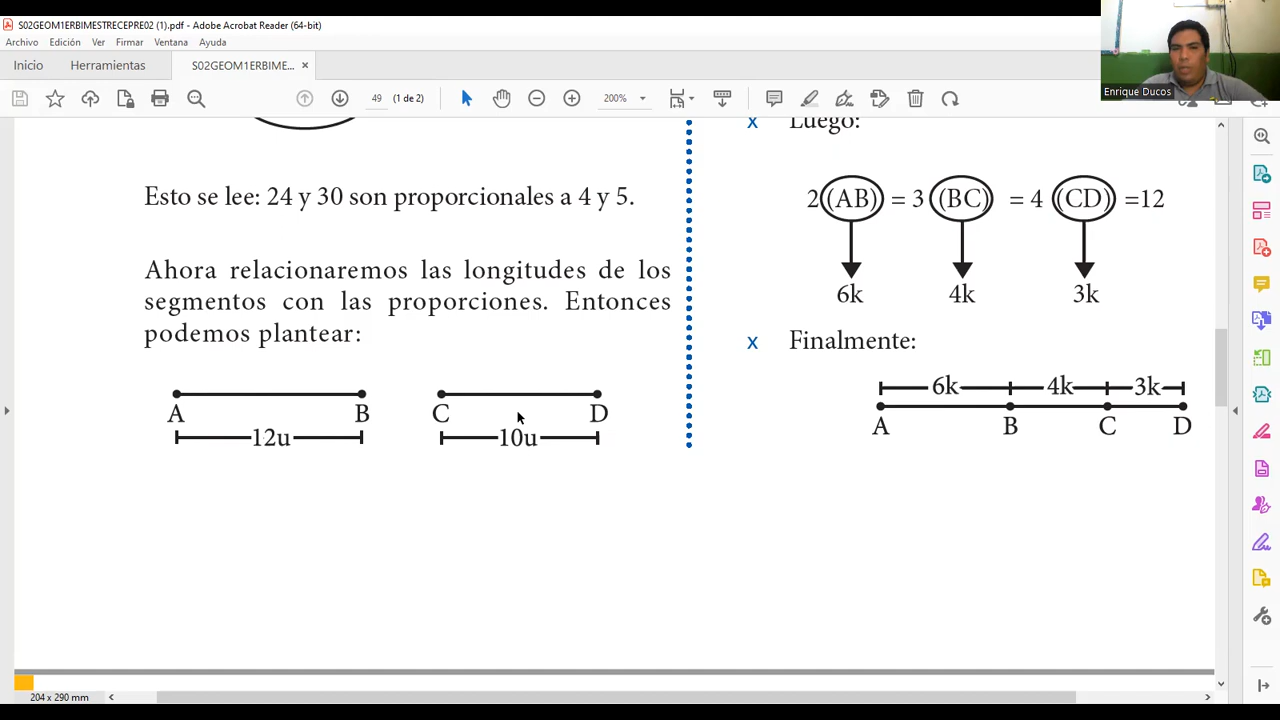 S02GEOM1ERBIMESTRECEPRE02 (1).pdf - Adobe Acrobat Reader (64-bit)
Archivo Edición Ver Firmar Ventana Ayuda
Inicio Herramientas S02GEOM1ERBIME... ×
49 (1 de 2) 200%
Enrique Ducos
Esto se lee: 24 y 30 son proporcionales a 4 y 5.
Ahora relacionaremos las longitudes de los
segmentos con las proporciones. Entonces
podemos plantear:
A B C D
12u 10u
x Luego:
2(AB) = 3(BC) = 4(CD) =12
6k 4k 3k
x Finalmente:
6k 4k 3k
A B C D
204 x 290 mm